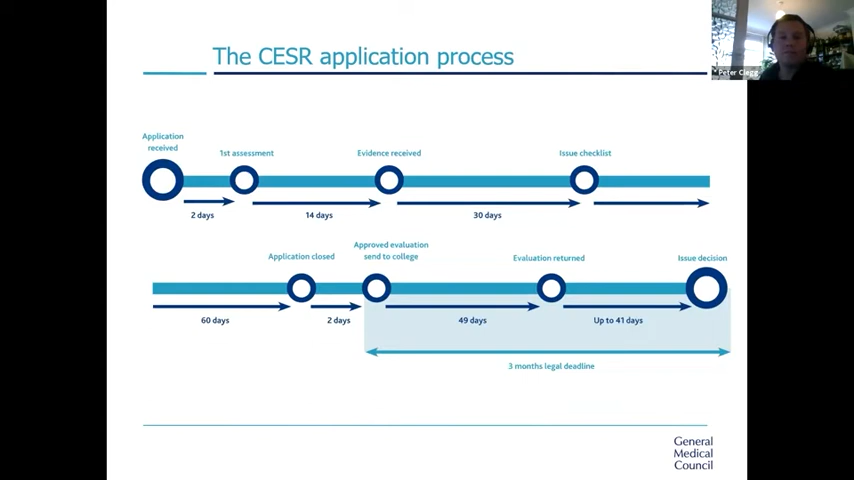 The CESR application process
Peter Clegg
Application
received
1st assessment
Evidence received
Issue checklist
2 days
14 days
30 days
Application closed
Approved evaluation
send to college
Evaluation returned
Issue decision
60 days
2 days
49 days
Up to 41 days
3 months legal deadline
General
Medical
Council